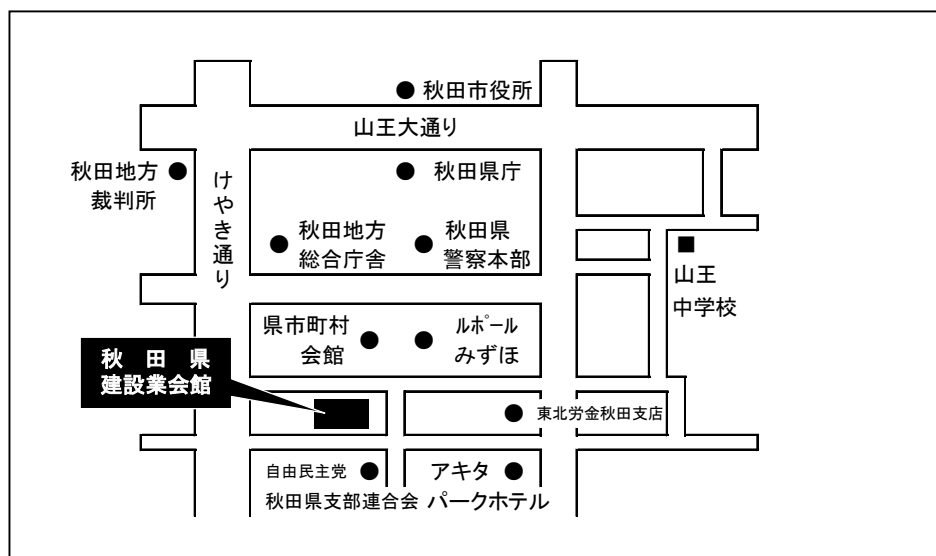 秋田市役所
山王大通り
秋田地方
裁判所
けやき通り
秋田県庁
秋田地方
総合庁舎
秋田県
警察本部
山王
中学校
県市町村
会館
ﾙﾎﾟｰﾙ
みずほ
秋　田　県
建設業会館
東北労金秋田支店
自由民主党
秋田県支部連合会
アキタ
パークホテル